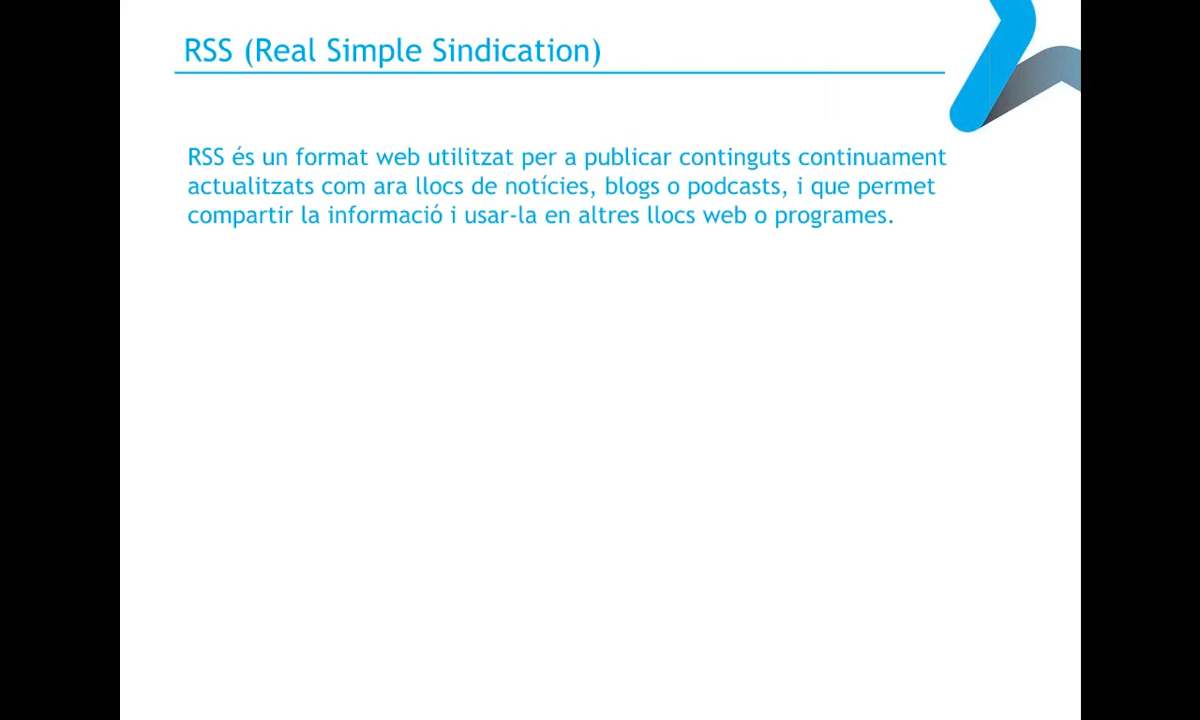 RSS (Real Simple Sindication)
RSS és un format web utilitzat per a publicar continguts continuament
actualitzats com ara llocs de notícies, blogs o podcasts, i que permet
compartir la informació i usar-la en altres llocs web o programes.